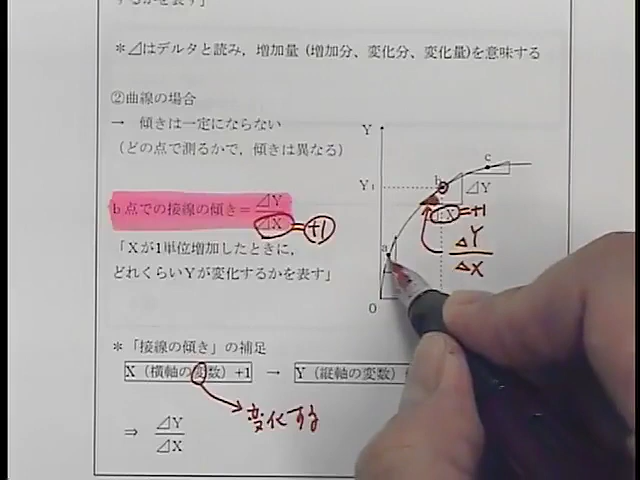 するかを表す」
＊⊿はデルタと読み，増加量（増加分、変化分、変化量）を意味する
②曲線の場合
→ 傾きは一定にならない
（どの点で測るかで，傾きは異なる）
b点での接線の傾き＝⊿Y/⊿X
=+1
「Xが1単位増加したときに，
どれくらいYが変化するかを表す」
Y
c
b
Y1
⊿Y
X=+1
a
ΔY
ΔX
0
＊「接線の傾き」の補足
X（横軸の変数）+1 → Y（縦軸の変数）
変化する
⇒ ⊿Y/⊿X